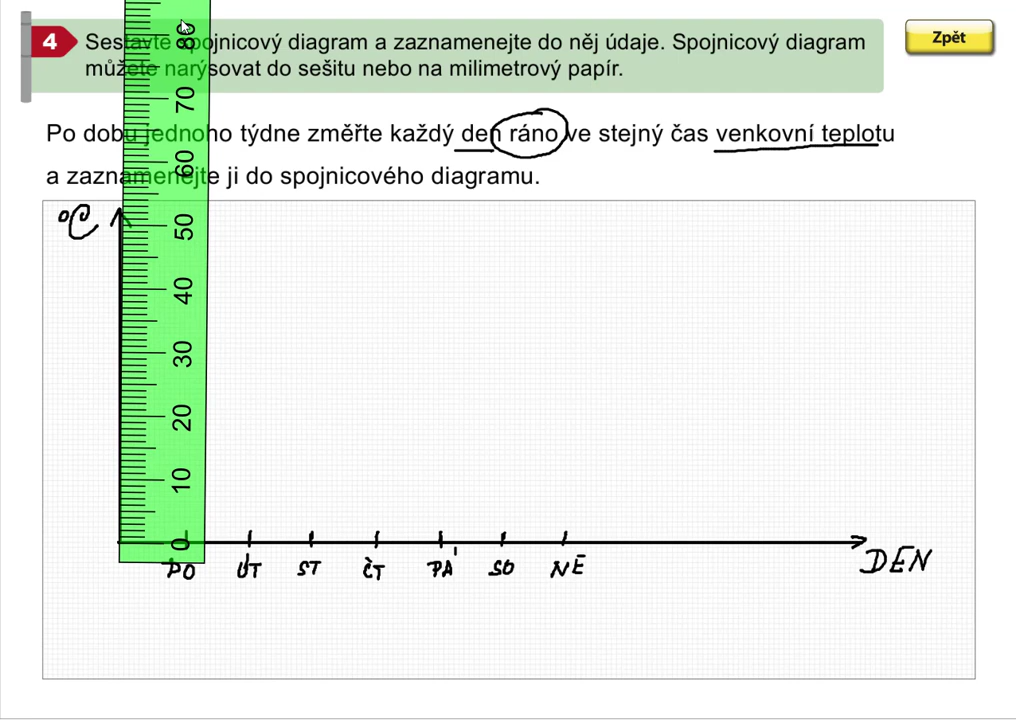 4 Sestavte spojnicový diagram a zaznamenejte do něj údaje. Spojnicový diagram
můžete narýsovat do sešitu nebo na milimetrový papír.
Zpět
Po dobu jednoho týdne změřte každý den ráno ve stejný čas venkovní teplotu
a zaznamenejte ji do spojnicového diagramu.
°C
80
70
60
50
40
30
20
10
0
PO ÚT ST ČT PÁ SO NE
DEN